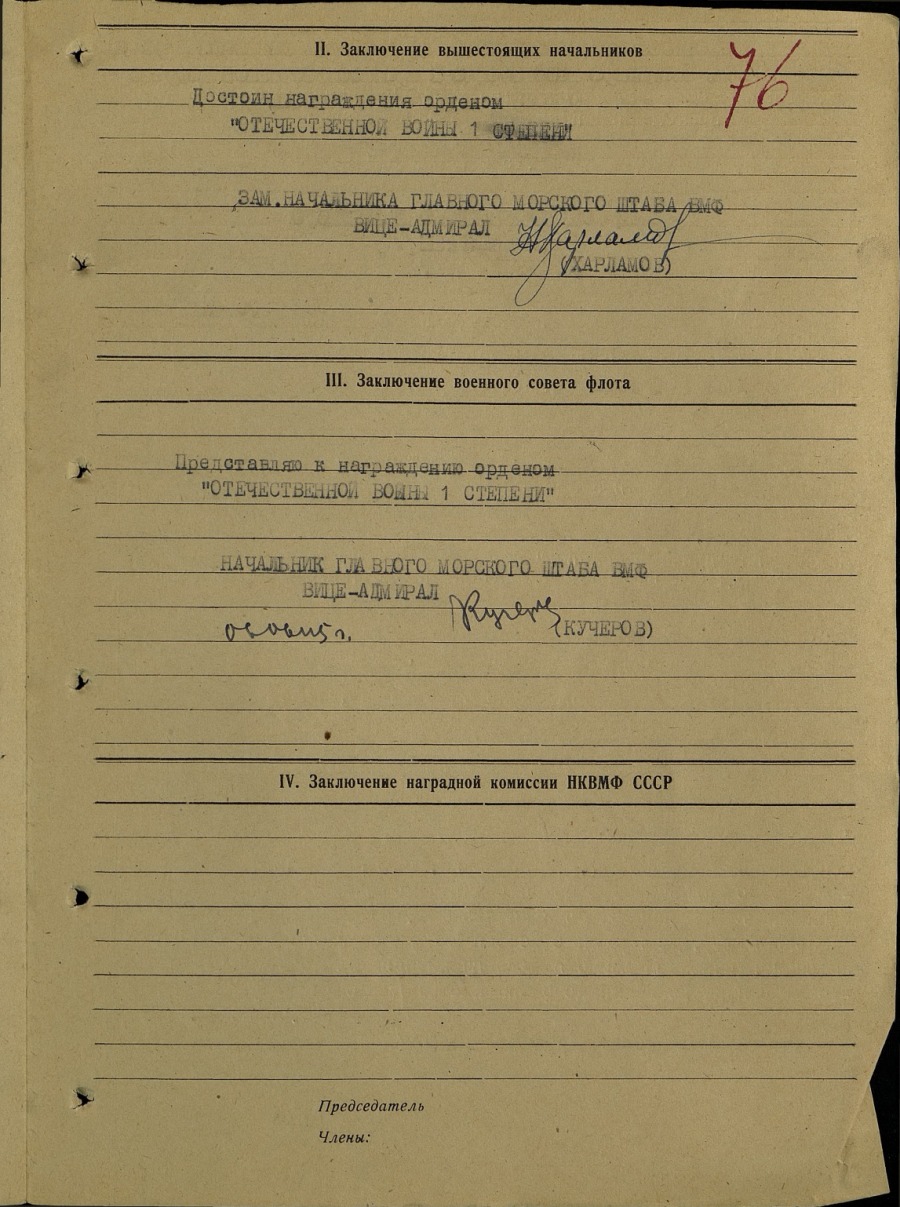 76
II. Заключение вышестоящих начальников
Достоин награждения орденом
"ОТЕЧЕСТВЕННОЙ ВОЙНЫ 1 СТЕПЕНИ"
ЗАМ.НАЧАЛЬНИКА ГЛАВНОГО МОРСКОГО ШТАБА ВМФ
ВИЦЕ-АДМИРАЛ Н Харламов
(ХАРЛАМОВ)
III. Заключение военного совета флота
Представляю к награждению орденом
"ОТЕЧЕСТВЕННОЙ ВОЙНЫ 1 СТЕПЕНИ"
НАЧАЛЬНИК ГЛАВНОГО МОРСКОГО ШТАБА ВМФ
ВИЦЕ-АДМИРАЛ
(КУЧЕРОВ)
IV. Заключение наградной комиссии НКВМФ СССР
Председатель
Члены: